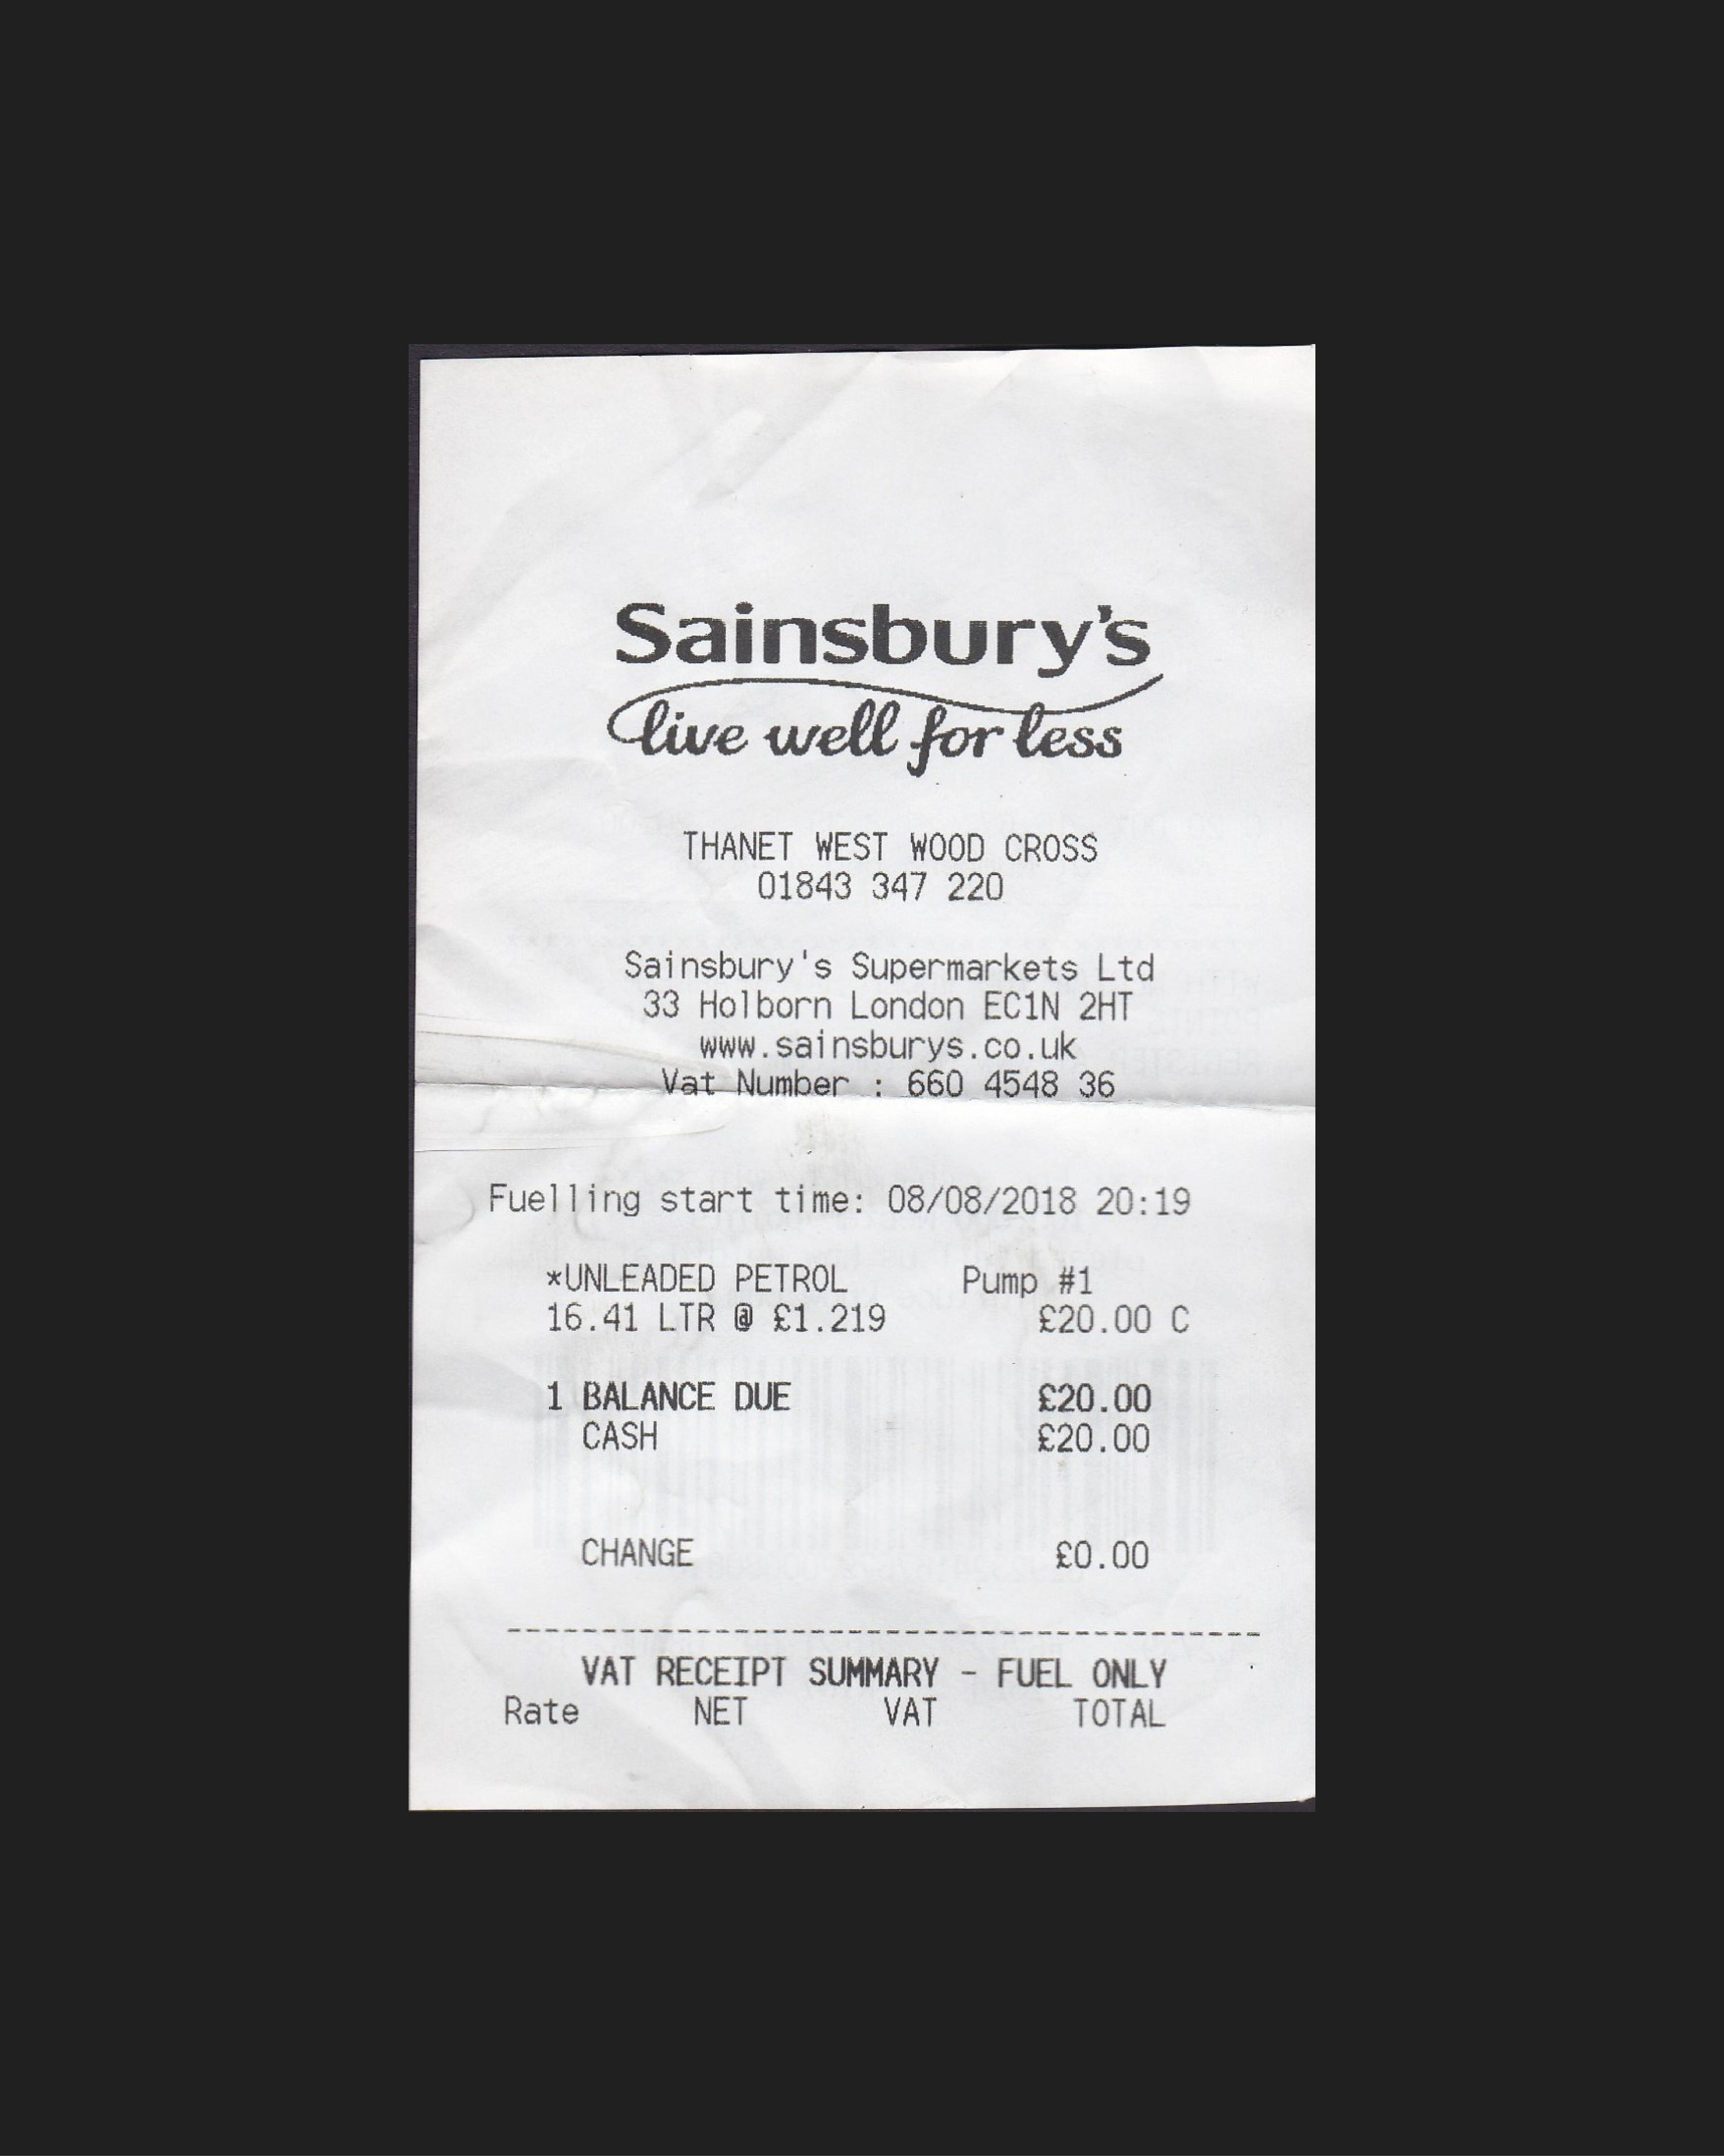 Sainsbury's
live well for less
THANET WEST WOOD CROSS
01843 347 220
Sainsbury's Supermarkets Ltd
33 Holborn London EC1N 2HT
www.sainsburys.co.uk
Vat Number : 660 4548 36
Fuelling start time: 08/08/2018 20:19
*UNLEADED PETROL Pump #1
16.41 LTR @ £1.219 £20.00 C
1 BALANCE DUE £20.00
CASH £20.00
CHANGE £0.00
----------------------------------------
VAT RECEIPT SUMMARY - FUEL ONLY
Rate NET VAT TOTAL